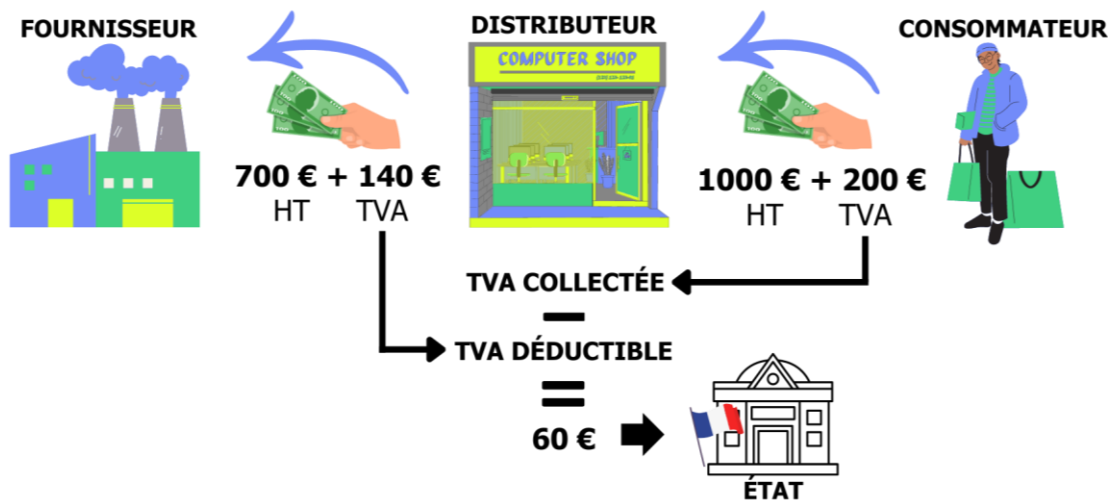 FOURNISSEUR
DISTRIBUTEUR
CONSOMMATEUR
COMPUTER SHOP
700 € + 140 €
HT TVA
1000 € + 200 €
HT TVA
TVA COLLECTÉE
−
TVA DÉDUCTIBLE
=
60 €
ÉTAT